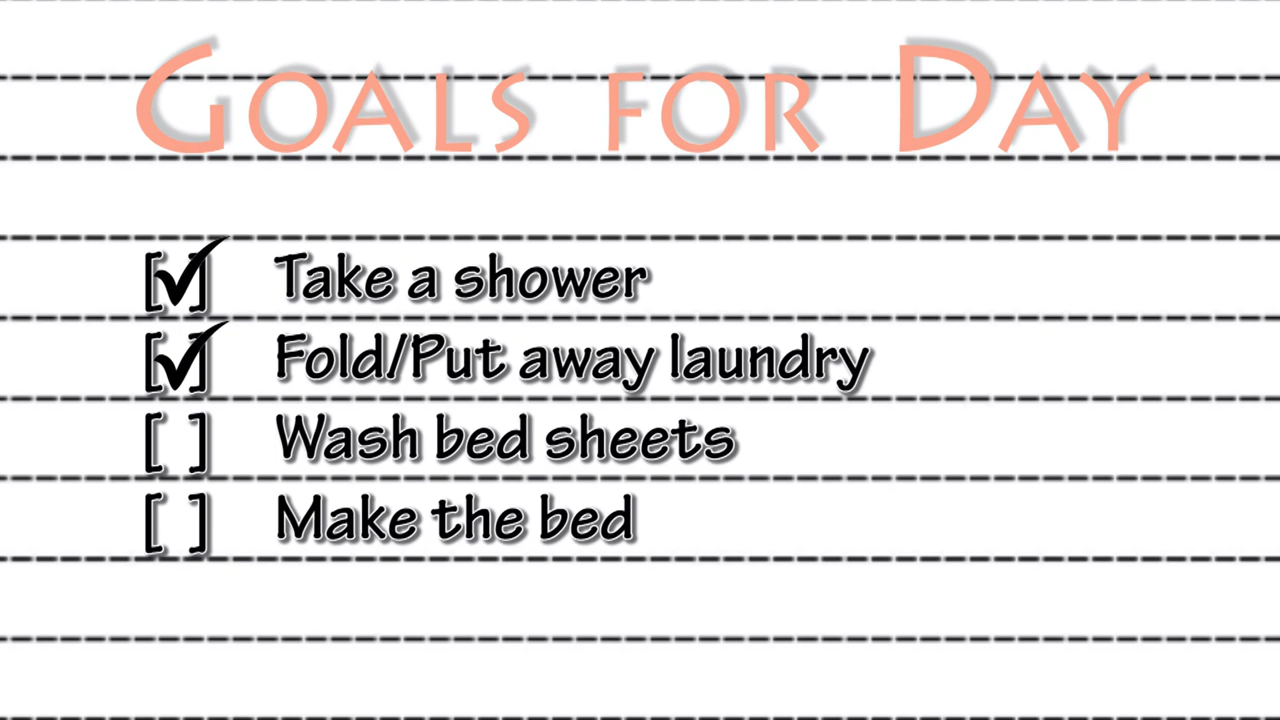 Goals for Day
[✓] Take a shower
[✓] Fold/Put away laundry
[ ] Wash bed sheets
[ ] Make the bed